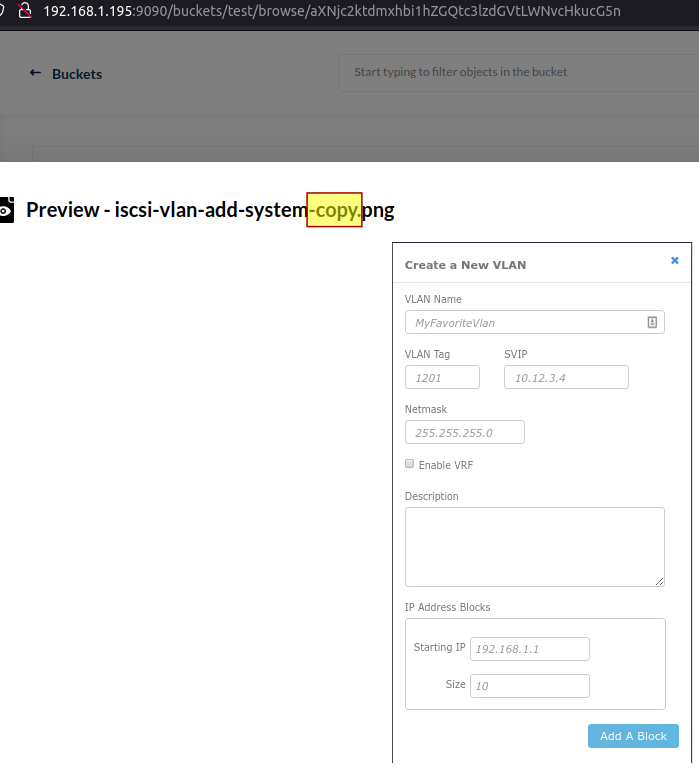 192.168.1.195:9090/buckets/test/browse/aXNjc2ktdmxhbi1hZGQtc3lzdGVtLWNvcHkucG5n
← Buckets
Start typing to filter objects in the bucket
Preview - iscsi-vlan-add-system-copy.png
Create a New VLAN ×
VLAN Name
MyFavoriteVlan
VLAN Tag SVIP
1201 10.12.3.4
Netmask
255.255.255.0
Enable VRF
Description
IP Address Blocks
Starting IP 192.168.1.1
Size 10
Add A Block